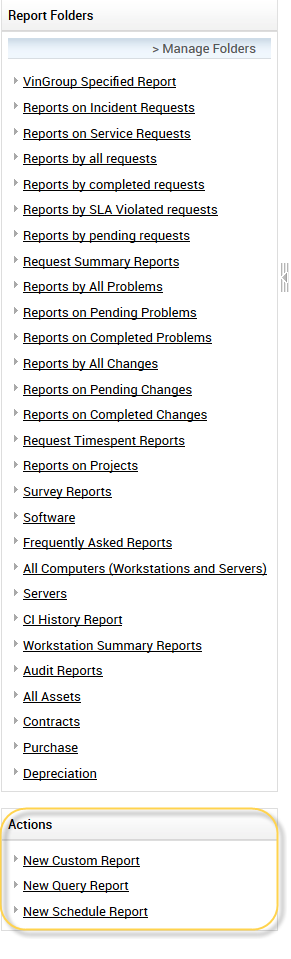 Report Folders
> Manage Folders
VinGroup Specified Report
Reports on Incident Requests
Reports on Service Requests
Reports by all requests
Reports by completed requests
Reports by SLA Violated requests
Reports by pending requests
Request Summary Reports
Reports by All Problems
Reports on Pending Problems
Reports on Completed Problems
Reports by All Changes
Reports on Pending Changes
Reports on Completed Changes
Request Timespent Reports
Reports on Projects
Survey Reports
Software
Frequently Asked Reports
All Computers (Workstations and Servers)
Servers
CI History Report
Workstation Summary Reports
Audit Reports
All Assets
Contracts
Purchase
Depreciation
Actions
New Custom Report
New Query Report
New Schedule Report